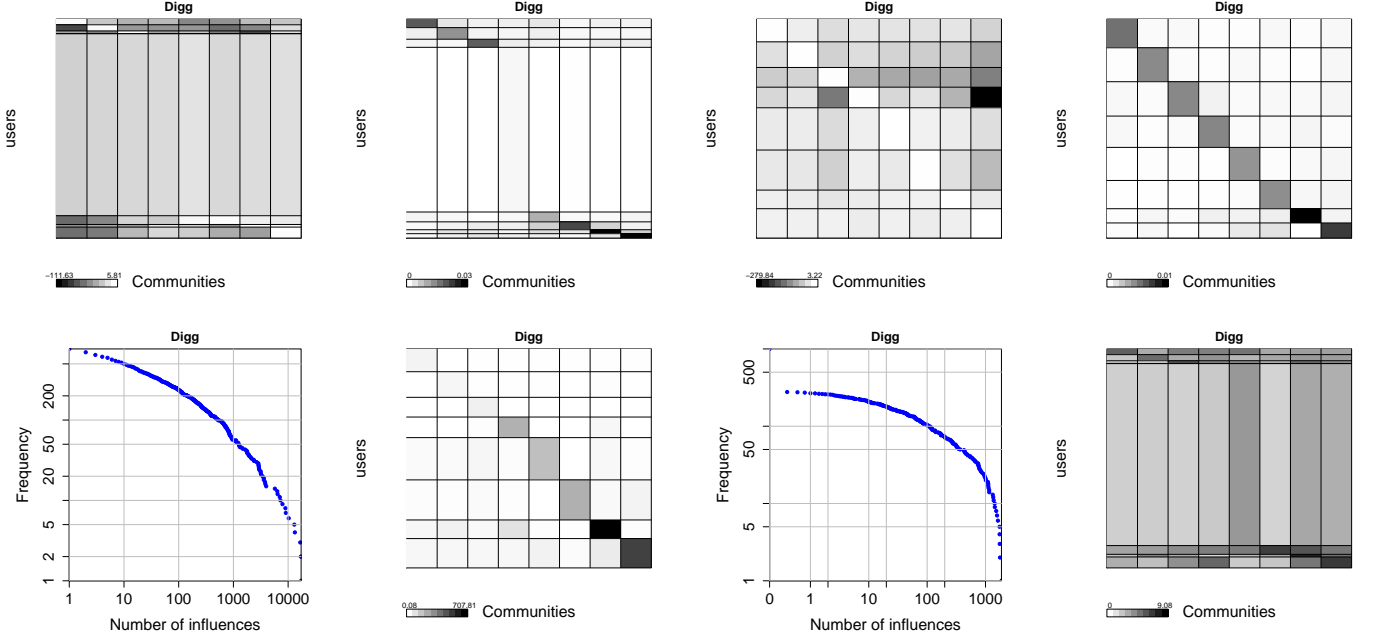 Digg
Digg
Digg
Digg
users
users
users
users
−111.63 5.81
Communities
0 0.03
Communities
−279.84 3.22
Communities
0 0.01
Communities
Digg
Digg
Digg
Digg
Frequency
200
50
20
5
2
1
1 10 100 1000 10000
Number of influences
users
0.08 707.81
Communities
Frequency
500
50
5
1
0 1 10 100 1000
Number of influences
users
0 9.08
Communities